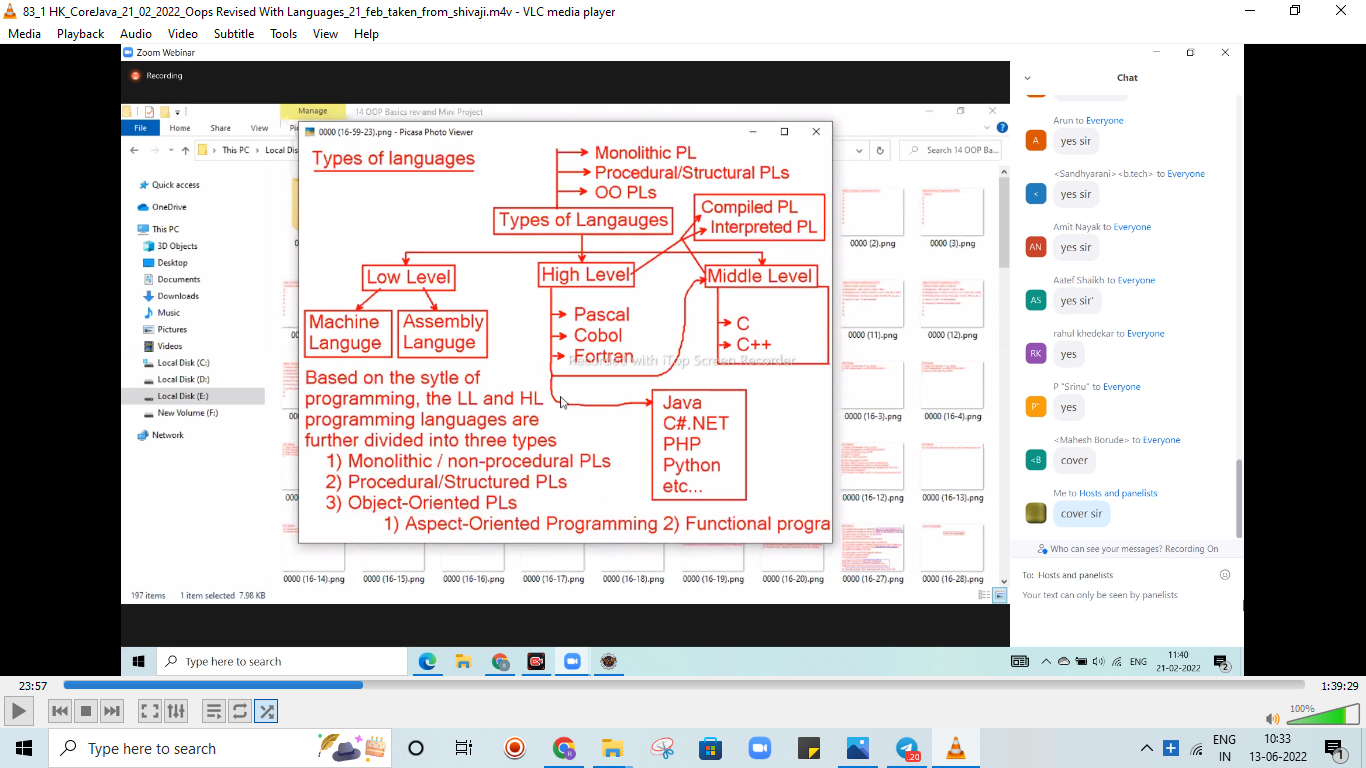 83_1 HK_CoreJava_21_02_2022_Oops Revised With Languages_21_feb_taken_from_shivaji.m4v - VLC media player
Media Playback Audio Video Subtitle Tools View Help
Zoom Webinar
Recording
Manage 14 OOP Basics rev and Mini Project
File Home Share View
This PC Local Dis
Search 14 OOP Ba...
Quick access
OneDrive
This PC
3D Objects
Desktop
Documents
Downloads
Music
Pictures
Videos
Local Disk (C:)
Local Disk (D:)
Local Disk (E:)
New Volume (F:)
Network
0000 (16-59-23).png - Picasa Photo Viewer
Types of languages
Monolithic PL
Procedural/Structural PLs
OO PLs
Types of Langauges
Compiled PL
Interpreted PL
Low Level
High Level
Middle Level
Machine
Languge
Assembly
Languge
Pascal
Cobol
Fortran
C
C++
Recorded with iTop Screen Recorder
Java
C#.NET
PHP
Python
etc...
Based on the sytle of
programming, the LL and HL
programming languages are
further divided into three types
1) Monolithic / non-procedural PLs
2) Procedural/Structured PLs
3) Object-Oriented PLs
1) Aspect-Oriented Programming 2) Functional progra
0000 (2).png 0000 (3).png
0000 (11).png 0000 (12).png
0000 (16-3).png 0000 (16-4).png
0000 (16-12).png 0000 (16-13).png
0000 (16-14).png 0000 (16-15).png 0000 (16-16).png 0000 (16-17).png 0000 (16-18).png 0000 (16-19).png 0000 (16-20).png 0000 (16-27).png 0000 (16-28).png
197 items 1 item selected 7.98 KB
Chat
Arun to Everyone
A
yes sir
<Sandhyarani><b.tech> to Everyone
<
yes sir
Amit Nayak to Everyone
AN
yes sir
Aatef Shaikh to Everyone
AS
yes sir'
rahul khedekar to Everyone
RK
yes
P "Srinu" to Everyone
P"
yes
<Mahesh Borude> to Everyone
<B
cover
Me to Hosts and panelists
cover sir
Who can see your messages? Recording On
To: Hosts and panelists
Your text can only be seen by panelists
Type here to search
ENG
11:40
21-02-2022
2
23:57
1:39:29
100%
Type here to search
20
ENG
IN
10:33
13-06-2022
1